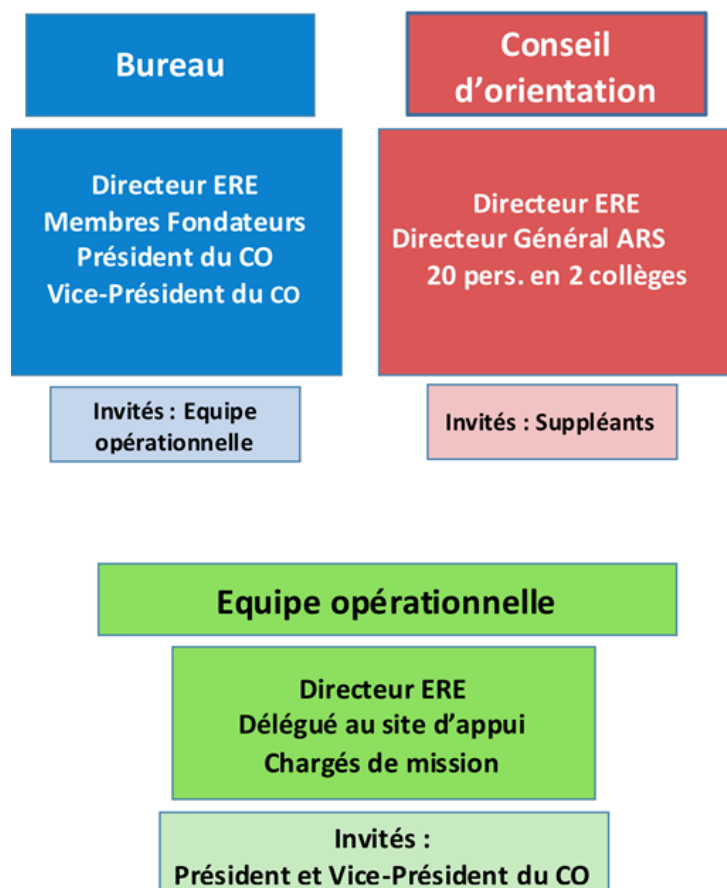 Bureau
Directeur ERE
Membres Fondateurs
Président du CO
Vice-Président du CO
Invités : Equipe
opérationnelle
Conseil
d'orientation
Directeur ERE
Directeur Général ARS
20 pers. en 2 collèges
Invités : Suppléants
Equipe opérationnelle
Directeur ERE
Délégué au site d'appui
Chargés de mission
Invités :
Président et Vice-Président du CO